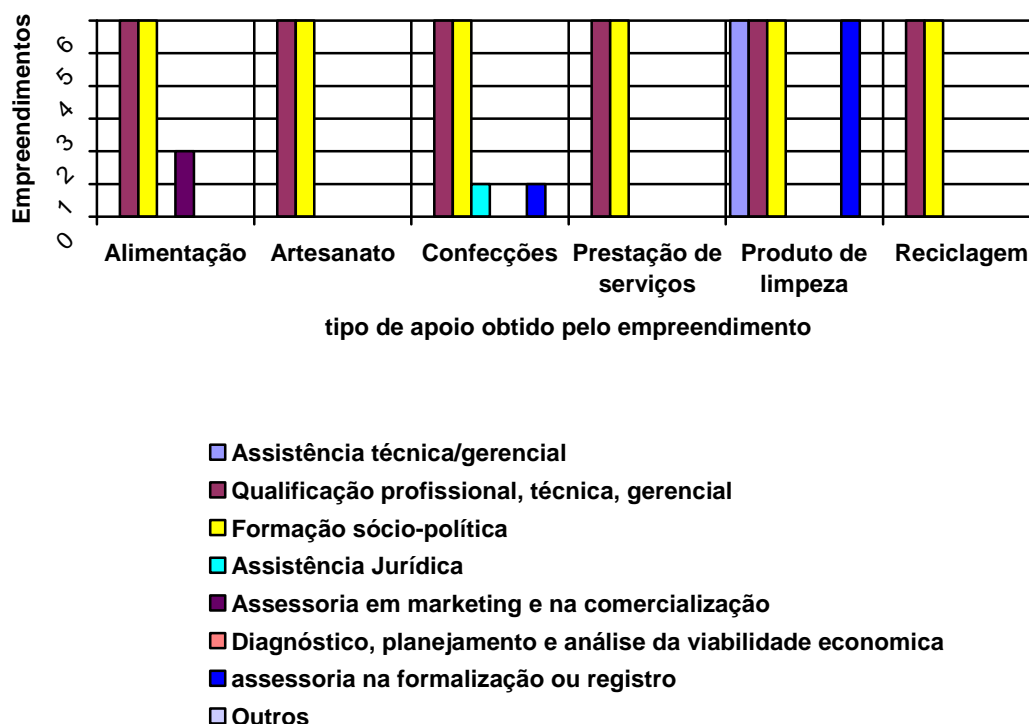 Empreendimentos
6
5
4
3
2
1
0
Alimentação Artesanato Confecções Prestação de serviços Produto de limpeza Reciclagem
tipo de apoio obtido pelo empreendimento
Assistência técnica/gerencial
Qualificação profissional, técnica, gerencial
Formação sócio-política
Assistência Jurídica
Assessoria em marketing e na comercialização
Diagnóstico, planejamento e análise da viabilidade economica
assessoria na formalização ou registro
Outros